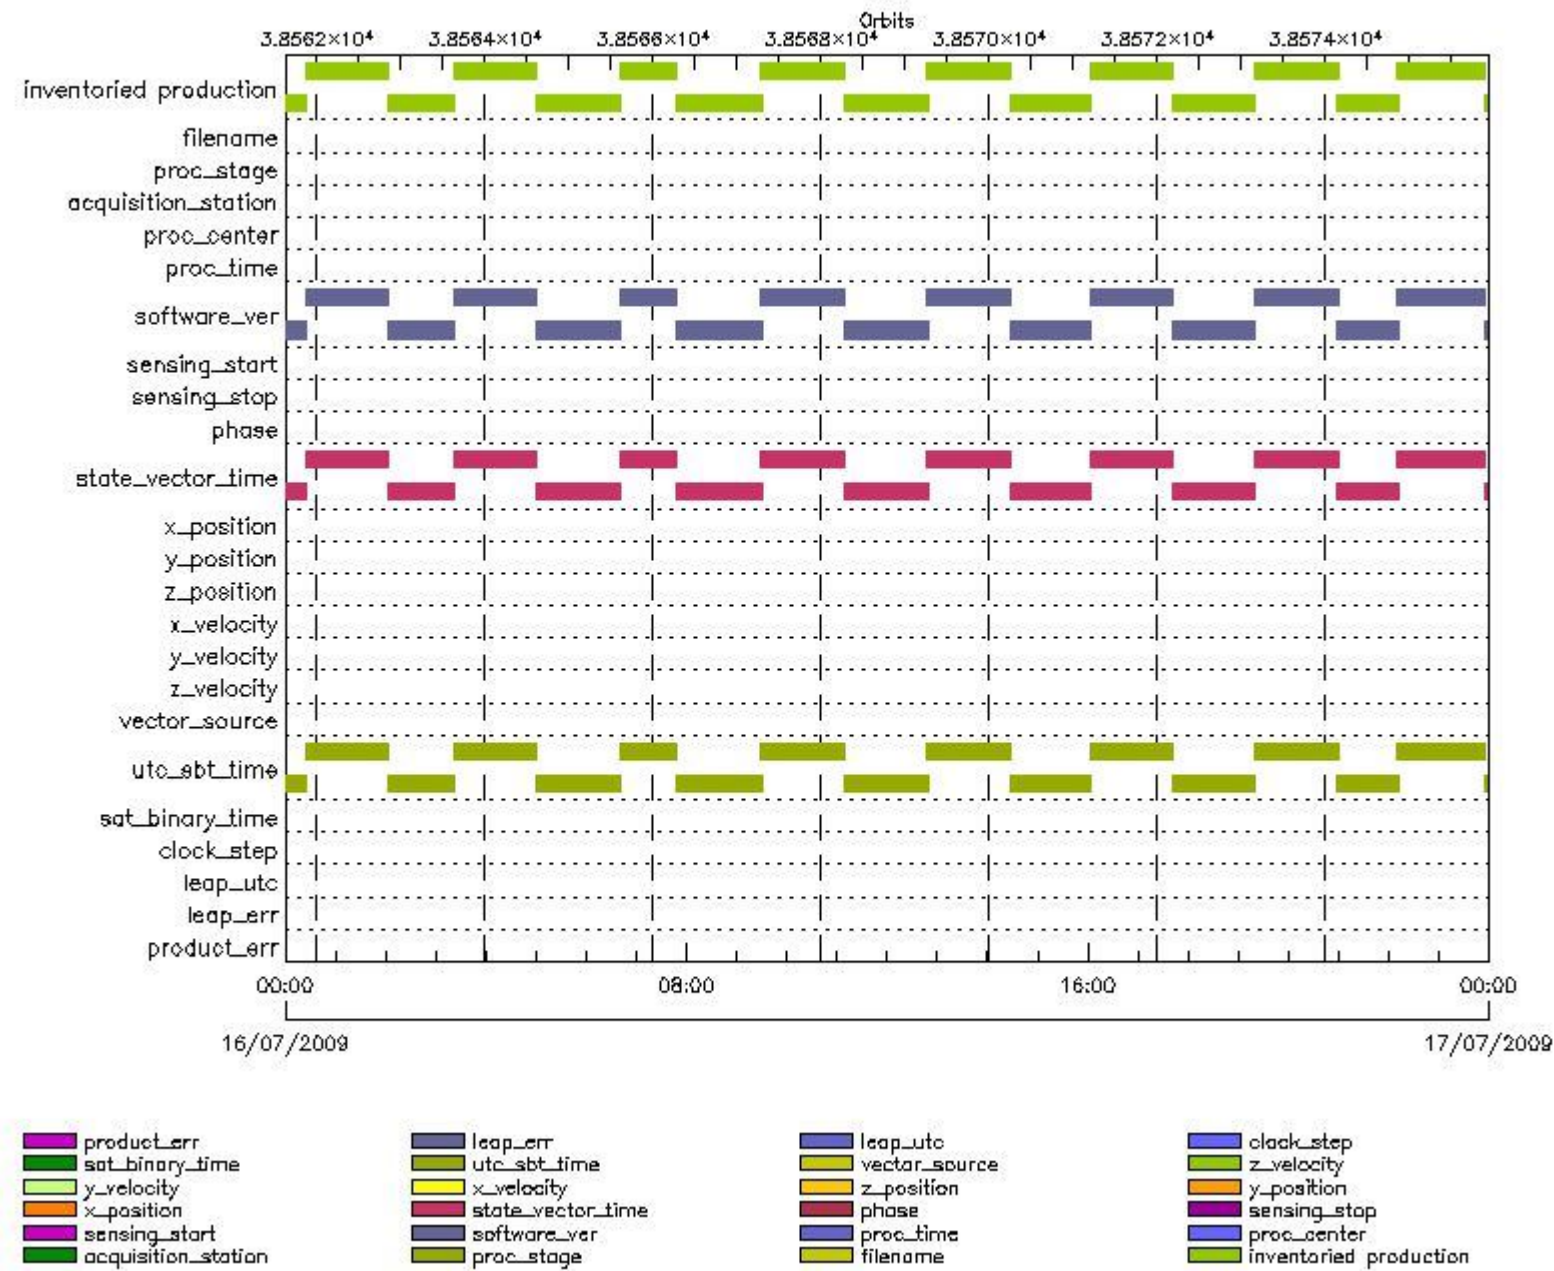 Orbits
3.8562×10⁴ 3.8564×10⁴ 3.8566×10⁴ 3.8568×10⁴ 3.8570×10⁴ 3.8572×10⁴ 3.8574×10⁴
inventoried production
filename
proc_stage
acquisition_station
proc_center
proc_time
software_ver
sensing_start
sensing_stop
phase
state_vector_time
x_position
y_position
z_position
x_velocity
y_velocity
z_velocity
vector_source
utc_sbt_time
sat_binary_time
clock_step
leap_utc
leap_err
product_err
00:00 08:00 16:00 00:00
16/07/2009 17/07/2009
product_err leap_err leap_utc clock_step
sat_binary_time utc_sbt_time vector_source z_velocity
y_velocity x_velocity z_position y_position
x_position state_vector_time phase sensing_stop
sensing_start software_ver proc_time proc_center
acquisition_station proc_stage filename inventoried production